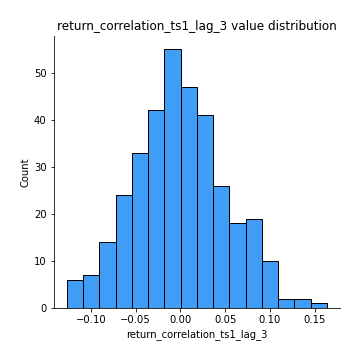 return_correlation_ts1_lag_3 value distribution
Count
50
40
30
20
10
0
−0.10 −0.05 0.00 0.05 0.10 0.15
return_correlation_ts1_lag_3